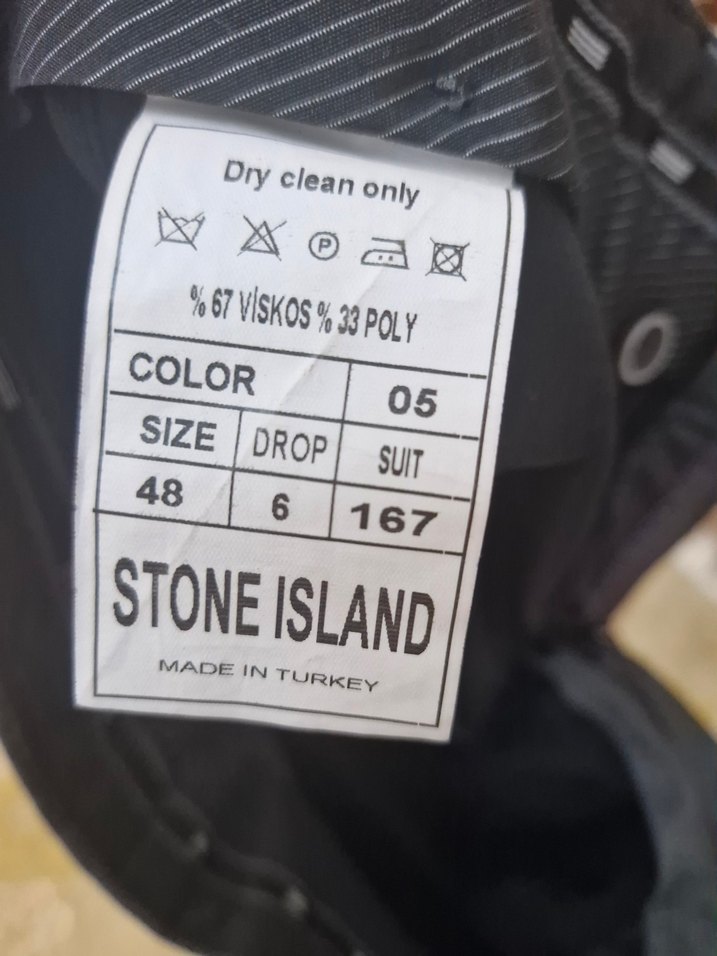 Dry clean only
P
% 67 VİSKOS % 33 POLY
COLOR 05
SIZE DROP SUIT
48 6 167
STONE ISLAND
MADE IN TURKEY